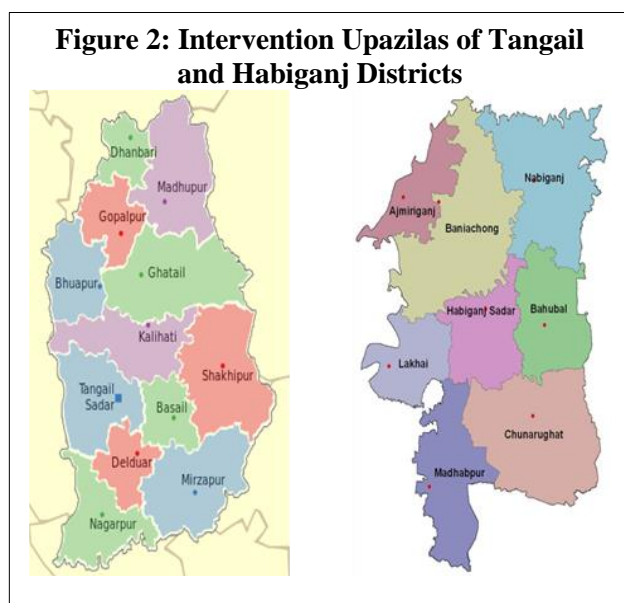 Figure 2: Intervention Upazilas of Tangail
and Habiganj Districts
Dhanbari
Madhupur
Gopalpur
Ghatail
Bhuapur
Kalihati
Shakhipur
Tangail
Sadar
Basail
Delduar
Mirzapur
Nagarpur
Nabiganj
Ajmiriganj
Baniachong
Habiganj Sadar
Bahubal
Lakhai
Chunarughat
Madhabpur